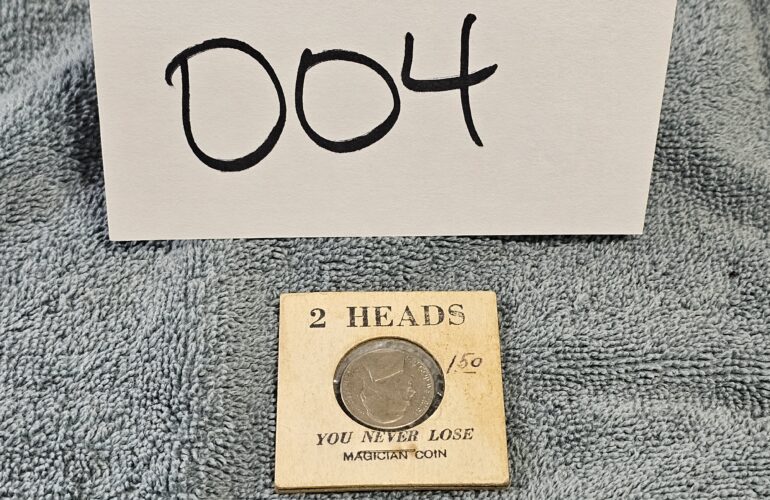 004
2 HEADS
1.50
YOU NEVER LOSE
MAGICIAN COIN